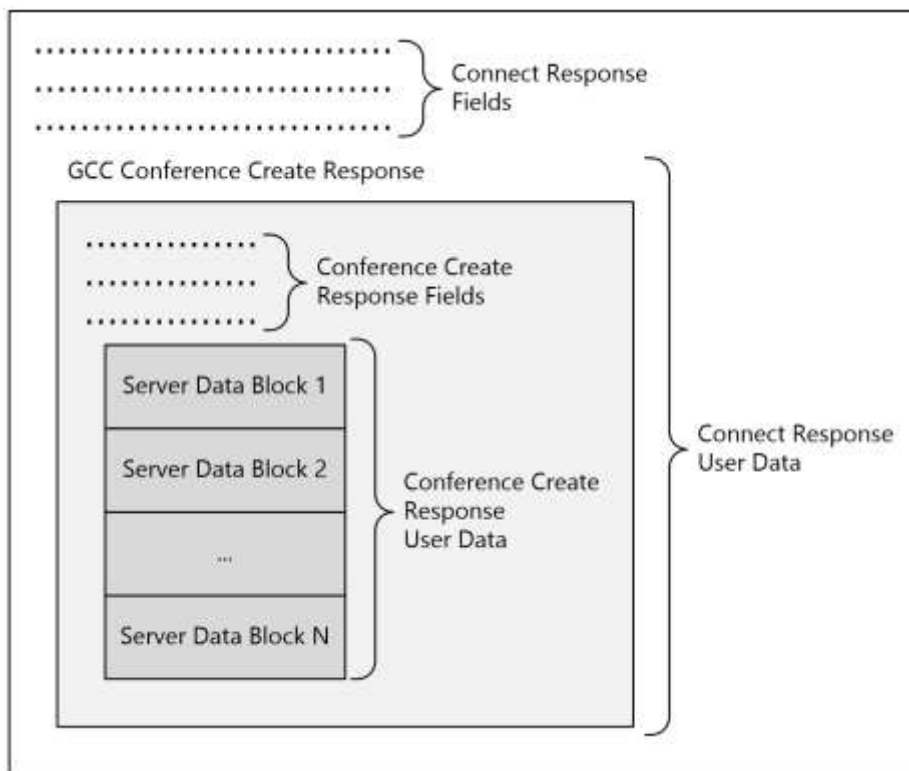 Connect Response
Fields
GCC Conference Create Response
Conference Create
Response Fields
Server Data Block 1
Server Data Block 2
...
Server Data Block N
Conference Create
Response
User Data
Connect Response
User Data